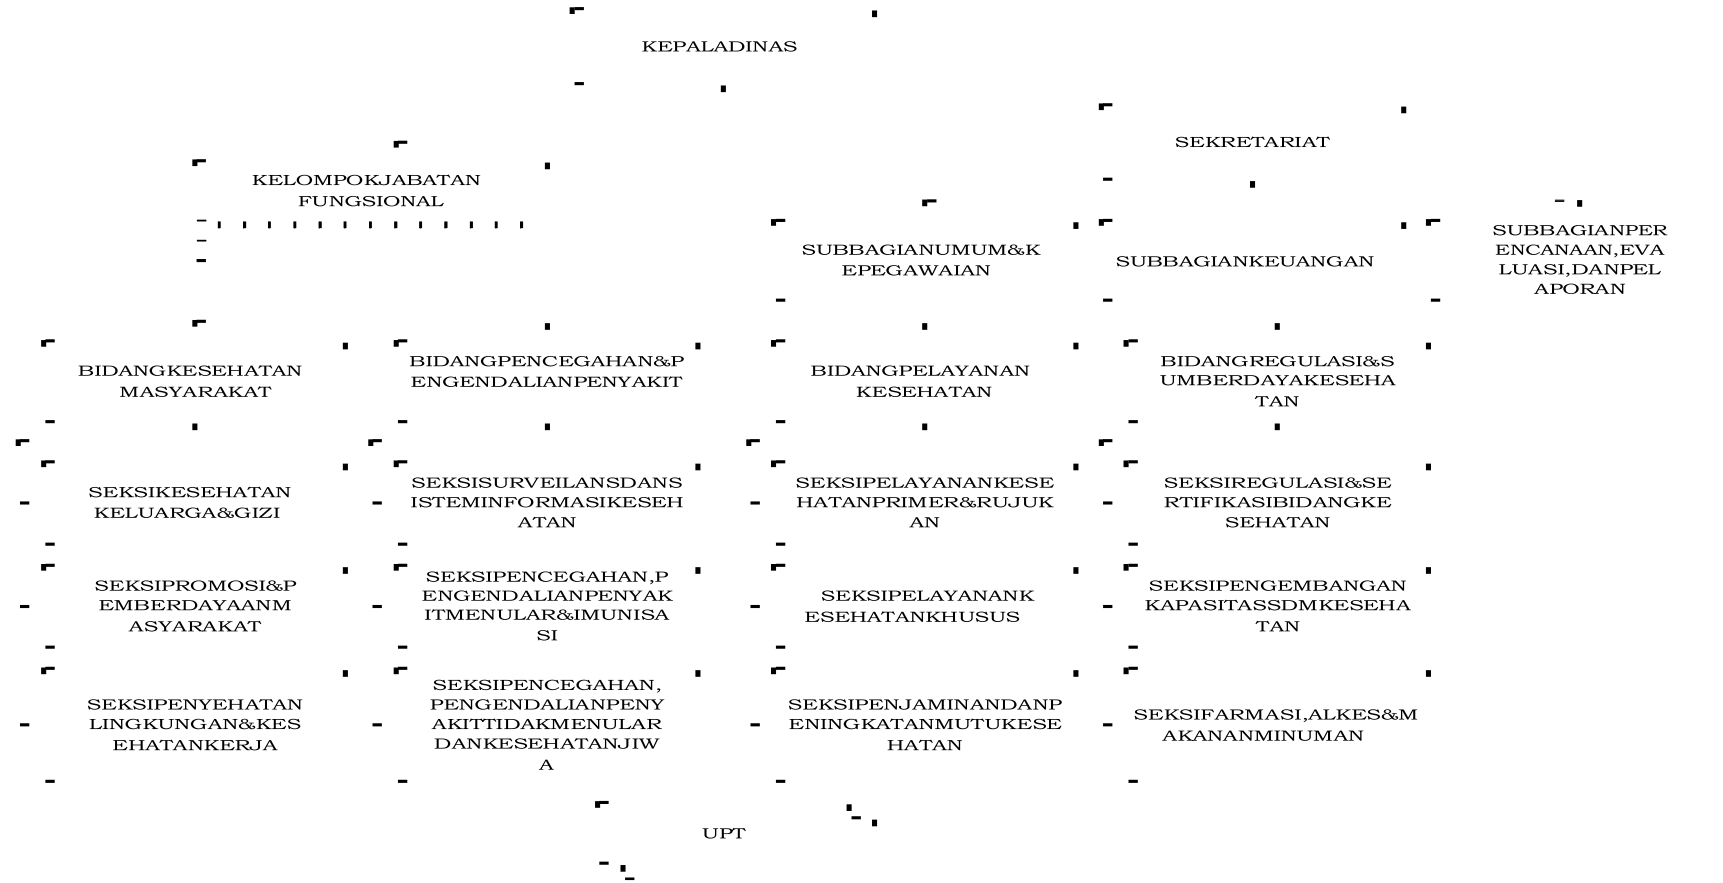 KEPALADINAS
SEKRETARIAT
KELOMPOKJABATAN
FUNGSIONAL
SUBBAGIANUMUM&K
EPEGAWAIAN
SUBBAGIANKEUANGAN
SUBBAGIANPER
ENCANAAN,EVA
LUASI,DANPEL
APORAN
BIDANGKESEHATAN
MASYARAKAT
BIDANGPENCEGAHAN&P
ENGENDALIANPENYAKIT
BIDANGPELAYANAN
KESEHATAN
BIDANGREGULASI&S
UMBERDAYAKESEHA
TAN
SEKSIKESEHATAN
KELUARGA&GIZI
SEKSISURVEILANSDANS
ISTEMINFORMASIKESEH
ATAN
SEKSIPELAYANANKESE
HATANPRIMER&RUJUK
AN
SEKSIREGULASI&SE
RTIFIKASIBIDANGKE
SEHATAN
SEKSIPROMOSI&P
EMBERDAYAANM
ASYARAKAT
SEKSIPENCEGAHAN,P
ENGENDALIANPENYAK
ITMENULAR&IMUNISA
SI
SEKSIPELAYANANK
ESEHATANKHUSUS
SEKSIPENGEMBANGAN
KAPASITASSDMKESEHA
TAN
SEKSIPENYEHATAN
LINGKUNGAN&KES
EHATANKERJA
SEKSIPENCEGAHAN,
PENGENDALIANPENY
AKITTIDAKMENULAR
DANKESEHATANJIW
A
SEKSIPENJAMINANDANP
ENINGKATANMUTUKESE
HATAN
SEKSIFARMASI,ALKES&M
AKANANMINUMAN
UPT